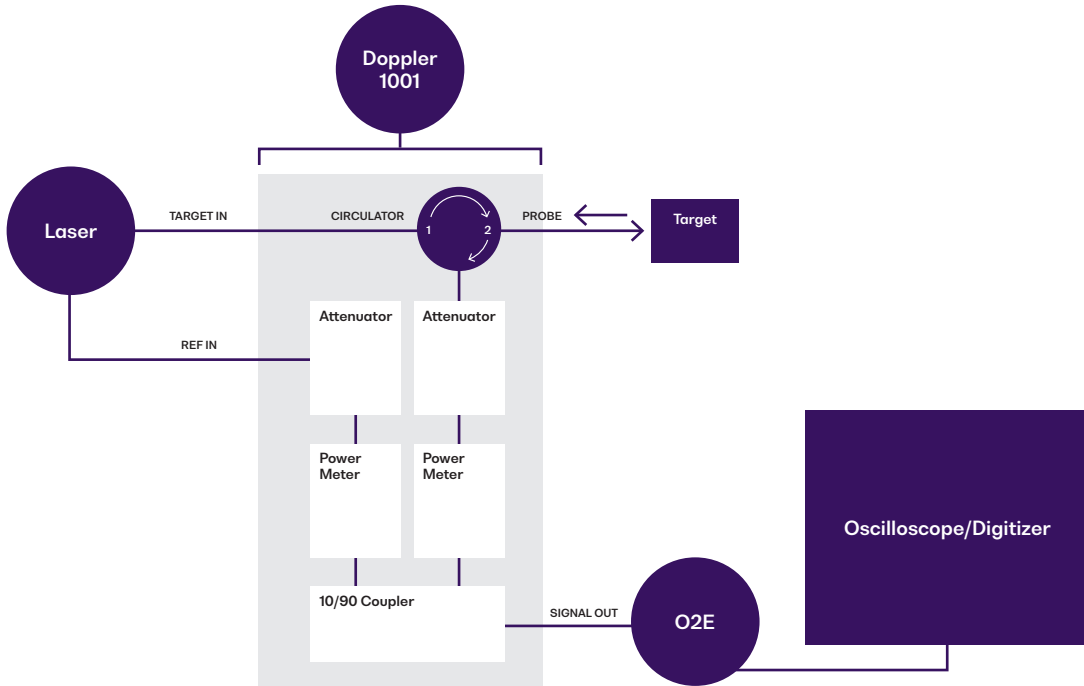 Doppler
1001
Laser
TARGET IN
CIRCULATOR
1
2
PROBE
Target
REF IN
Attenuator
Attenuator
Power
Meter
Power
Meter
10/90 Coupler
SIGNAL OUT
O2E
Oscilloscope/Digitizer